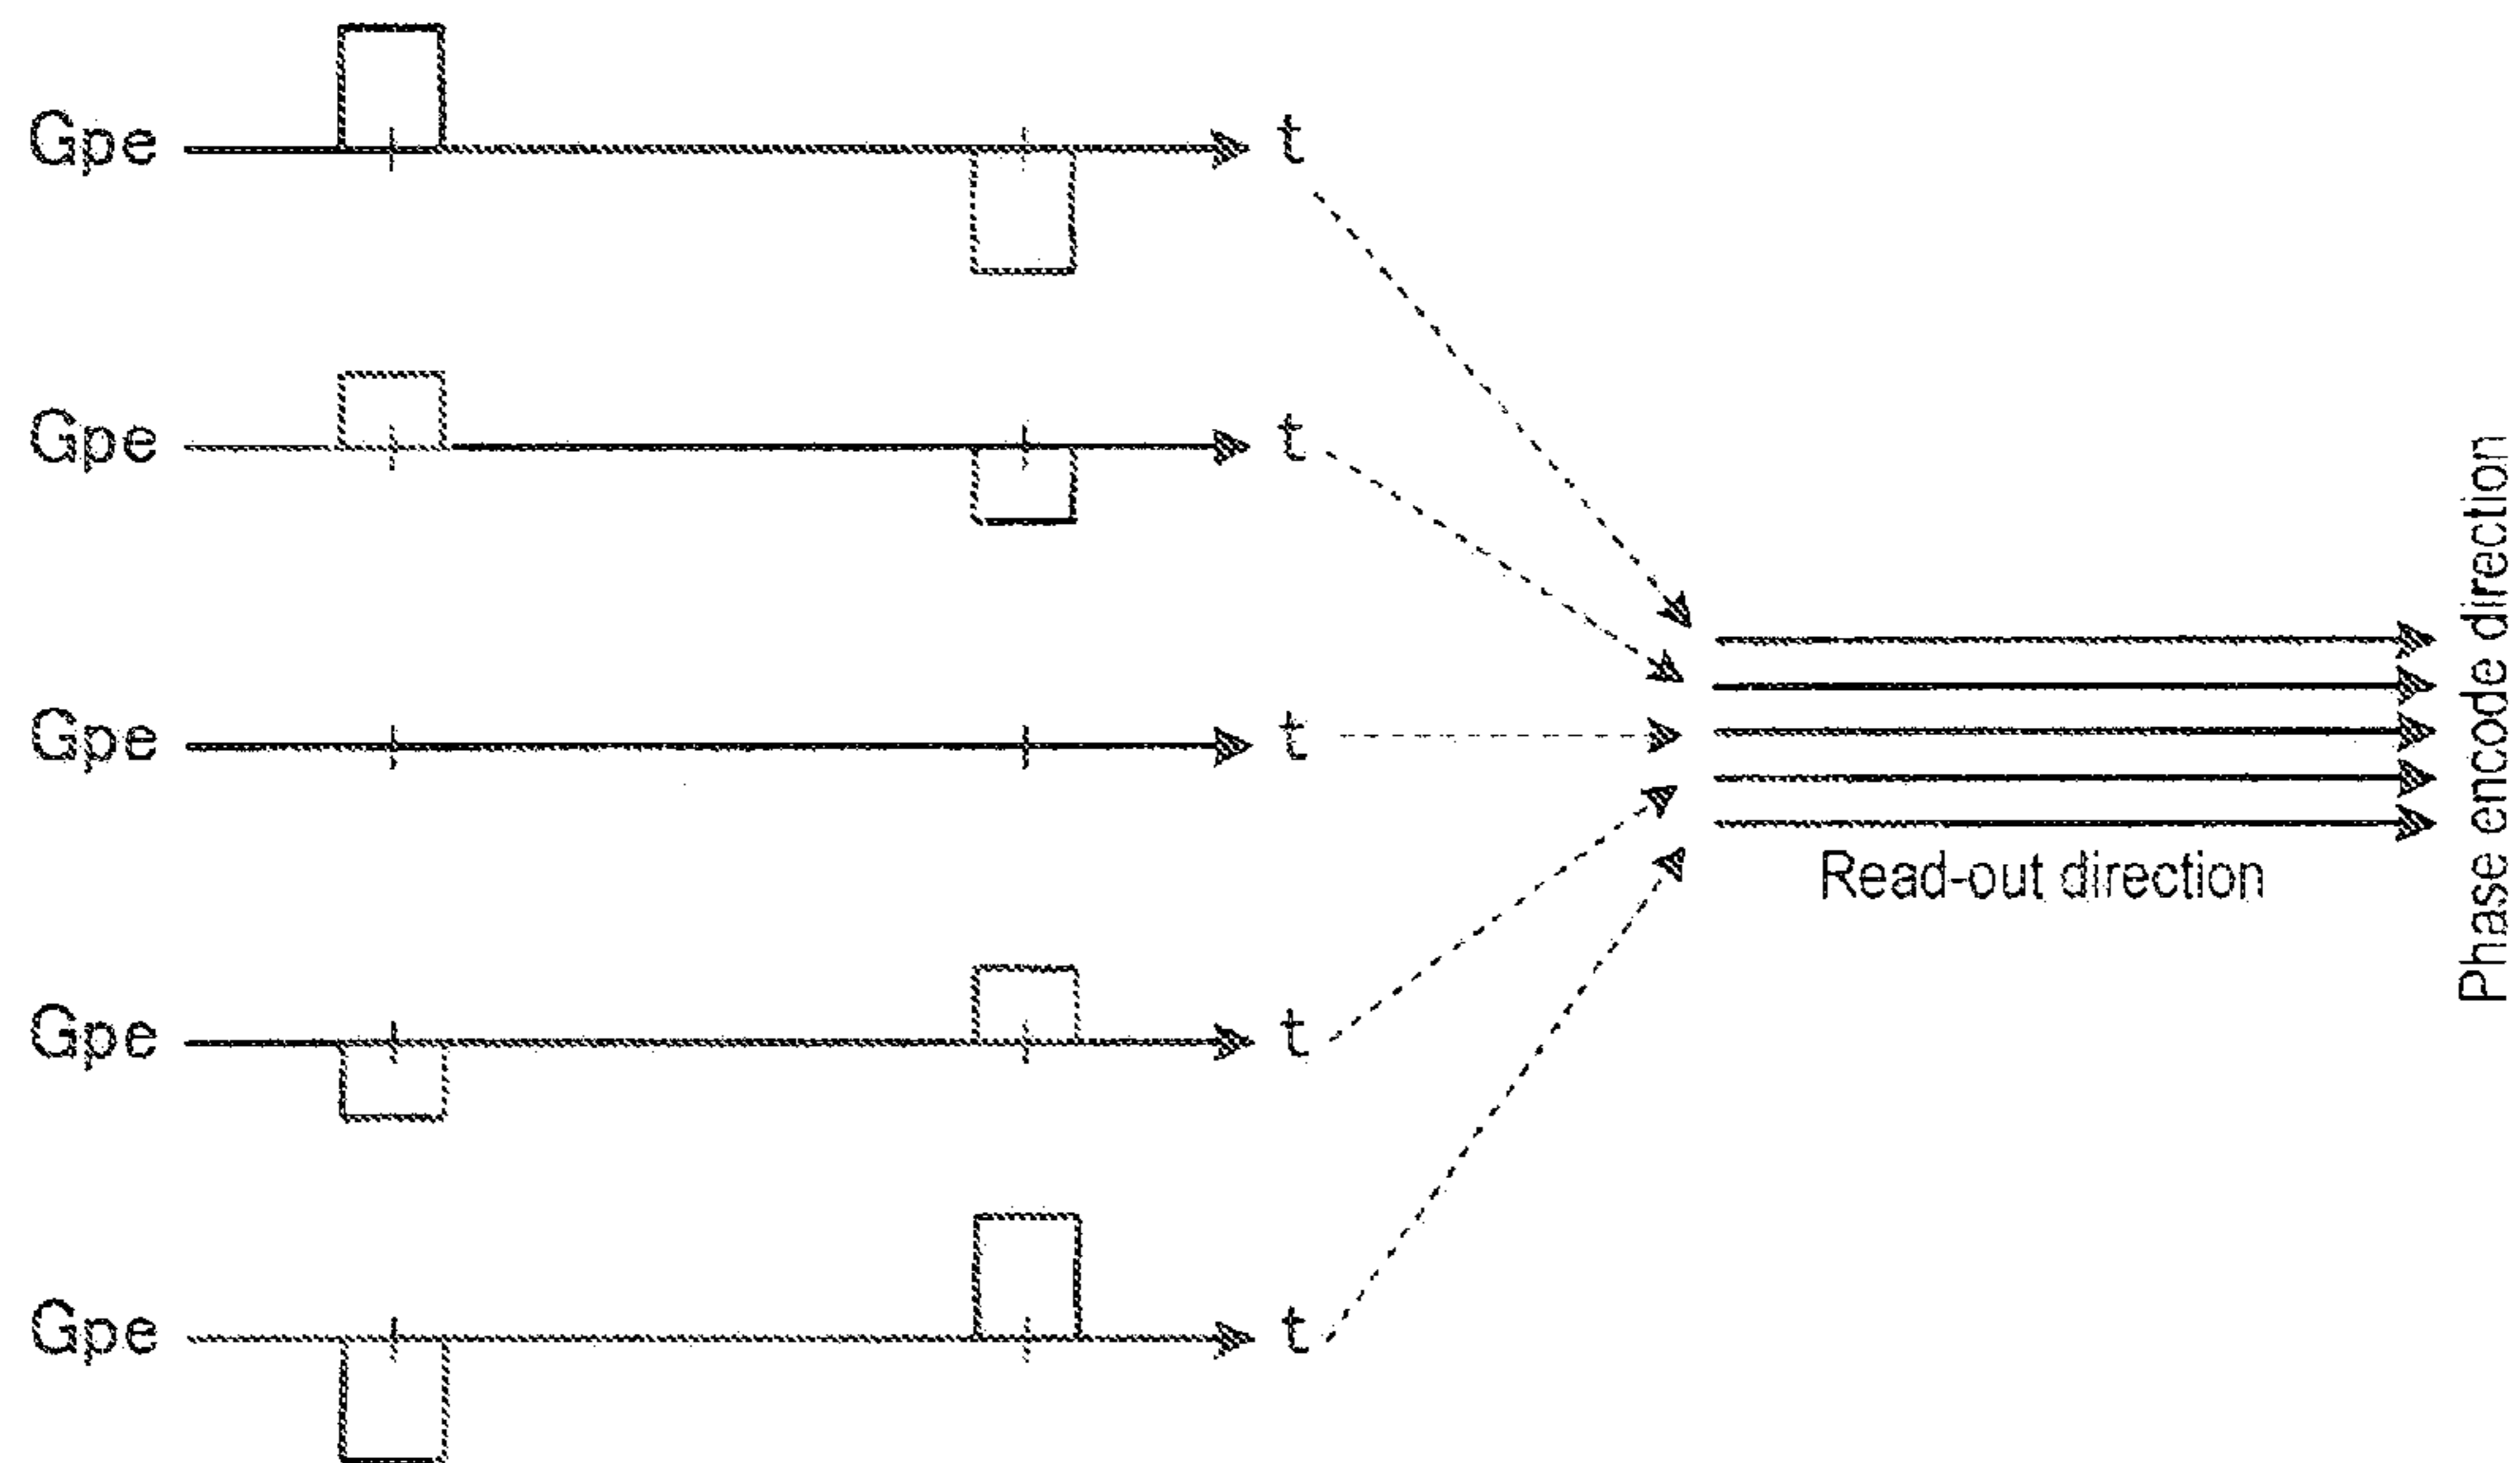 Gpe t
Gpe t
Gpe t
Gpe t
Gpe t
Read-out direction
Phase encode direction